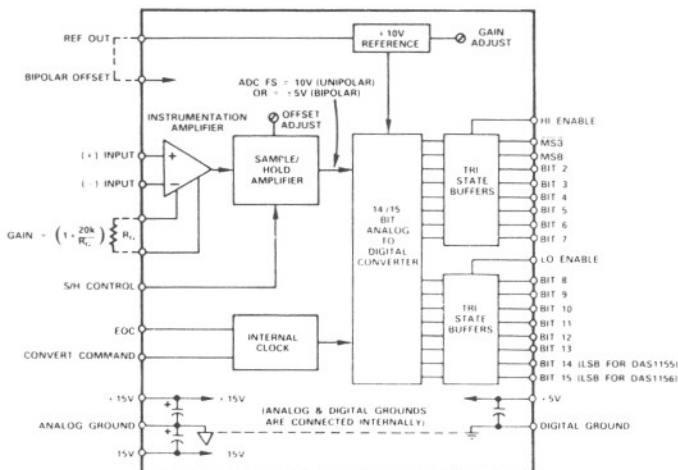 REF OUT
BIPOLAR OFFSET
+10V
REFERENCE
GAIN
ADJUST
ADC FS = 10V (UNIPOLAR)
OR = ±5V (BIPOLAR)
INSTRUMENTATION
AMPLIFIER
OFFSET
ADJUST
(+) INPUT
(−) INPUT
+
−
SAMPLE/
HOLD
AMPLIFIER
GAIN = (1 + 20k/RG)
RG
S/H CONTROL
14/15
BIT
ANALOG
TO
DIGITAL
CONVERTER
EOC
CONVERT COMMAND
INTERNAL
CLOCK
HI ENABLE
MSB
MSB
BIT 2
BIT 3
BIT 4
BIT 5
BIT 6
BIT 7
TRI
STATE
BUFFERS
LO ENABLE
BIT 8
BIT 9
BIT 10
BIT 11
BIT 12
BIT 13
BIT 14 (LSB FOR DAS1155)
BIT 15 (LSB FOR DAS1156)
TRI
STATE
BUFFERS
+15V
+15V
ANALOG GROUND
15V
15V
(ANALOG & DIGITAL GROUNDS
ARE CONNECTED INTERNALLY)
+5V
DIGITAL GROUND